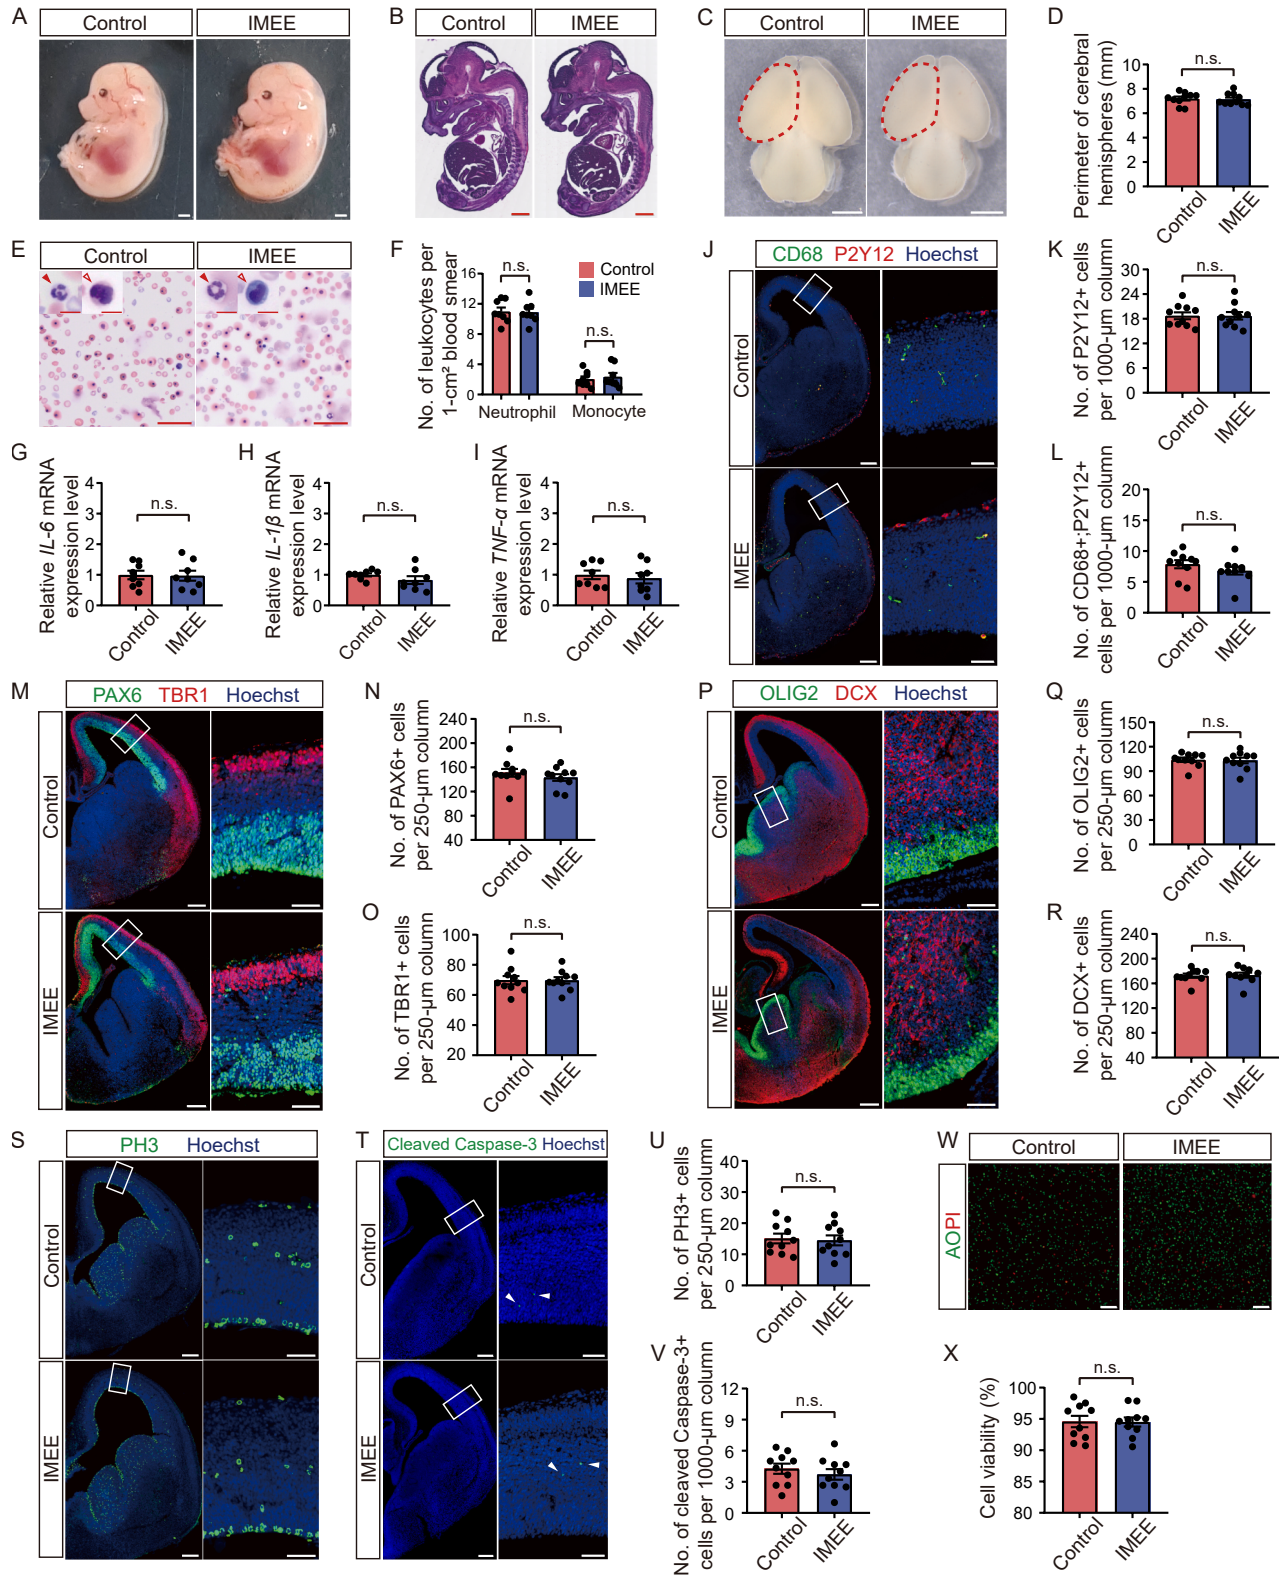 A
Control
IMEE
B
Control
IMEE
C
Control
IMEE
D
Perimeter of cerebral
hemispheres (mm)
10
8
6
4
2
0
n.s.
Control
IMEE
E
Control
IMEE
F
No. of leukocytes per
1-cm² blood smear
16
12
8
4
0
n.s.
n.s.
Control
IMEE
Neutrophil
Monocyte
G
Relative IL-6 mRNA
expression level
4
3
2
1
0
n.s.
Control
IMEE
H
Relative IL-1β mRNA
expression level
4
3
2
1
0
n.s.
Control
IMEE
I
Relative TNF-α mRNA
expression level
4
3
2
1
0
n.s.
Control
IMEE
J
CD68 P2Y12 Hoechst
Control
IMEE
K
No. of P2Y12+ cells
per 1000-μm column
30
24
18
12
6
0
n.s.
Control
IMEE
L
No. of CD68+;P2Y12+
cells per 1000-μm column
20
15
10
5
0
n.s.
Control
IMEE
M
PAX6 TBR1 Hoechst
Control
IMEE
N
No. of PAX6+ cells
per 250-μm column
240
200
160
120
80
40
n.s.
Control
IMEE
O
No. of TBR1+ cells
per 250-μm column
100
80
60
40
20
n.s.
Control
IMEE
P
OLIG2 DCX Hoechst
Control
IMEE
Q
No. of OLIG2+ cells
per 250-μm column
150
120
90
60
30
0
n.s.
Control
IMEE
R
No. of DCX+ cells
per 250-μm column
240
200
160
120
80
40
n.s.
Control
IMEE
S
PH3 Hoechst
Control
IMEE
T
Cleaved Caspase-3 Hoechst
Control
IMEE
U
No. of PH3+ cells
per 250-μm column
40
30
20
10
0
n.s.
Control
IMEE
V
No. of cleaved Caspase-3+
cells per 1000-μm column
12
9
6
3
0
n.s.
Control
IMEE
W
Control
IMEE
AOPI
X
Cell viability (%)
100
95
90
85
80
n.s.
Control
IMEE